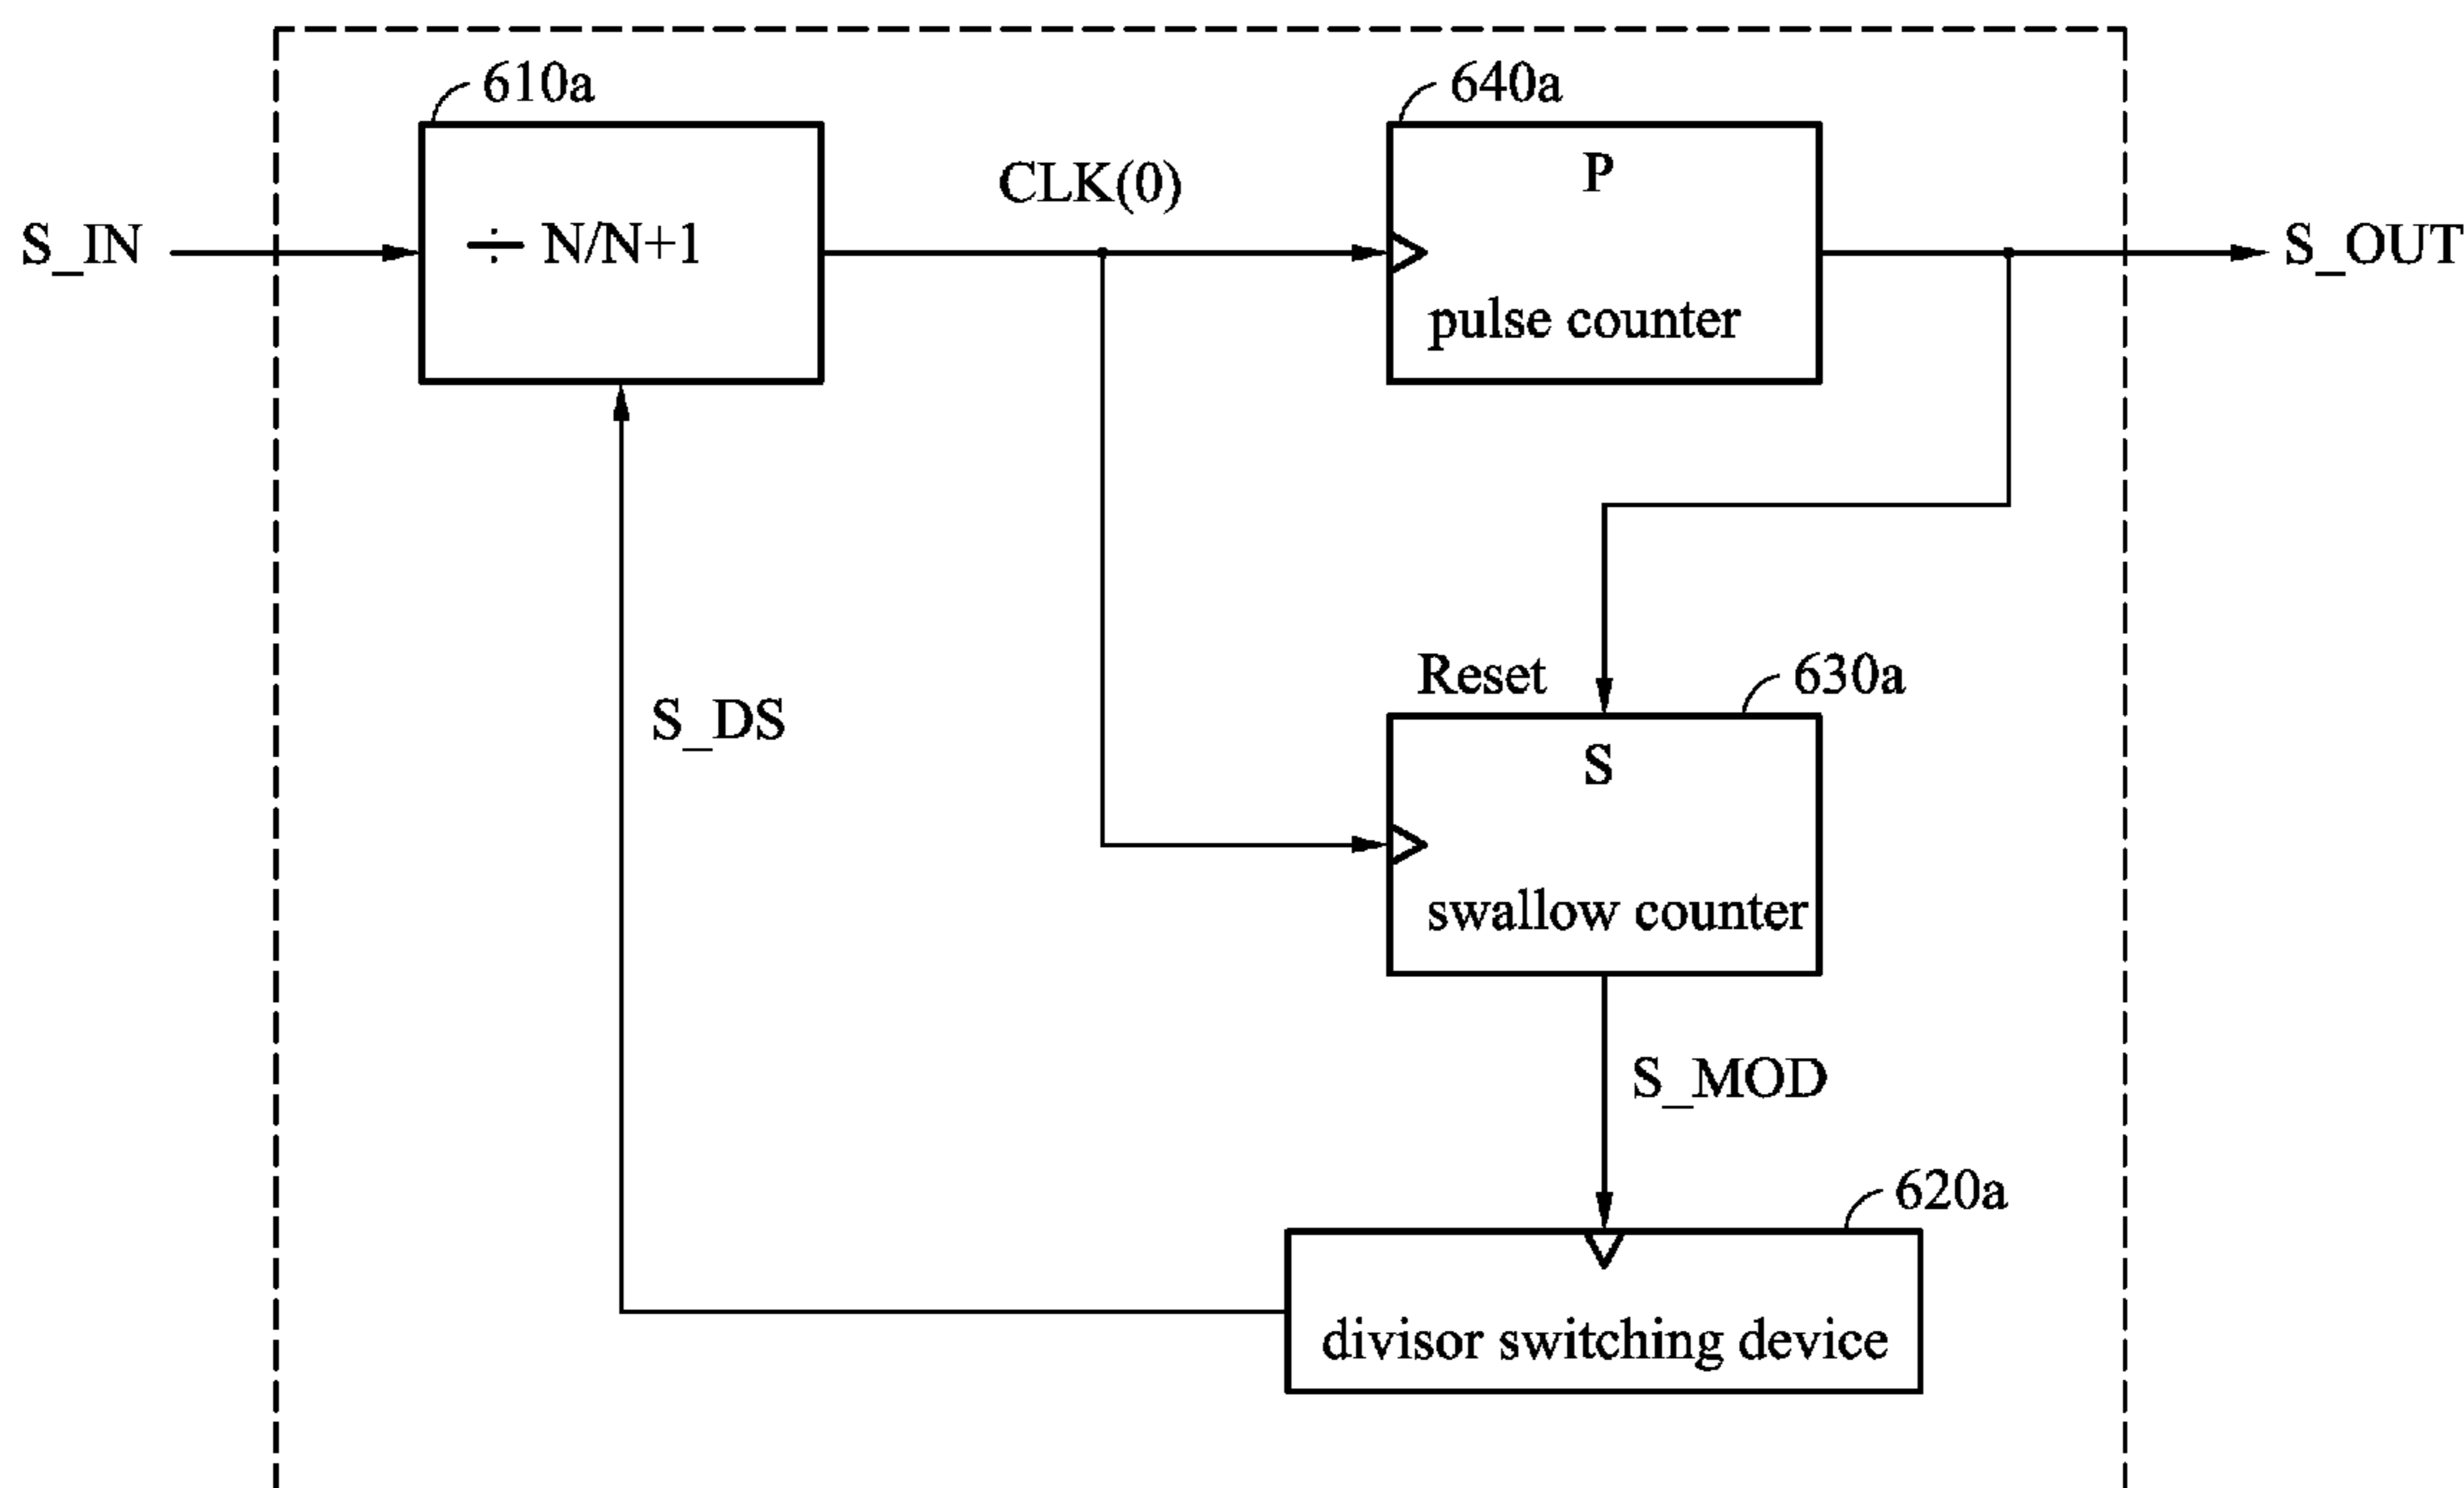 610a
640a
S_IN
÷ N/N+1
CLK(0)
P
pulse counter
S_OUT
S_DS
Reset
630a
S
swallow counter
S_MOD
620a
divisor switching device